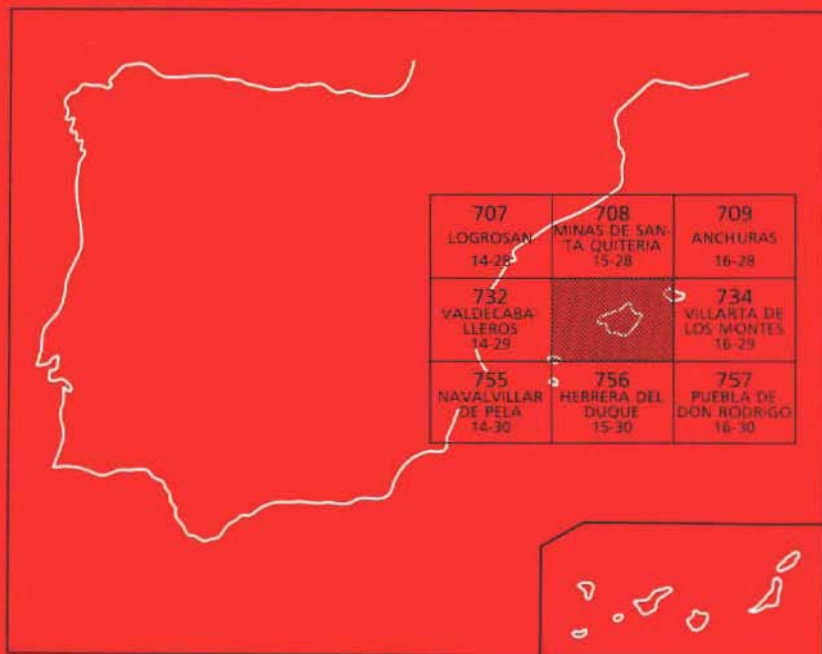 707
LOGROSAN
14-28
708
MINAS DE SAN-
TA QUITERIA
15-28
709
ANCHURAS
16-28
732
VALDECABA-
LLEROS
14-29
734
VILLARTA DE
LOS MONTES
16-29
755
NAVALVILLAR
DE PELA
14-30
756
HERRERA DEL
DUQUE
15-30
757
PUEBLA DE
DON RODRIGO
16-30